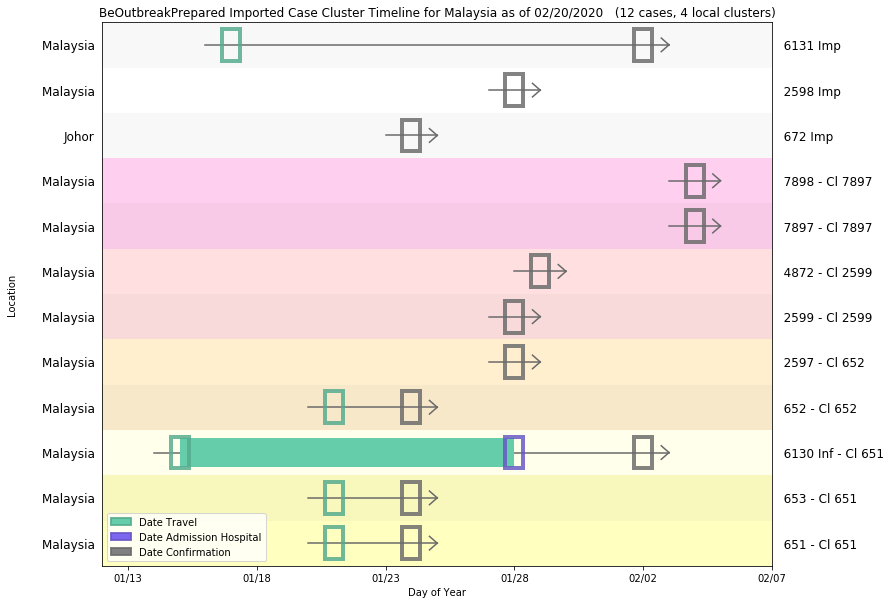 BeOutbreakPrepared Imported Case Cluster Timeline for Malaysia as of 02/20/2020   (12 cases, 4 local clusters)
Malaysia 6131 Imp
Malaysia 2598 Imp
Johor 672 Imp
Malaysia 7898 - Cl 7897
Malaysia 7897 - Cl 7897
Malaysia 4872 - Cl 2599
Location
Malaysia 2599 - Cl 2599
Malaysia 2597 - Cl 652
Malaysia 652 - Cl 652
Malaysia 6130 Inf - Cl 651
Malaysia 653 - Cl 651
Malaysia 651 - Cl 651
Date Travel
Date Admission Hospital
Date Confirmation
01/13 01/18 01/23 01/28 02/02 02/07
Day of Year